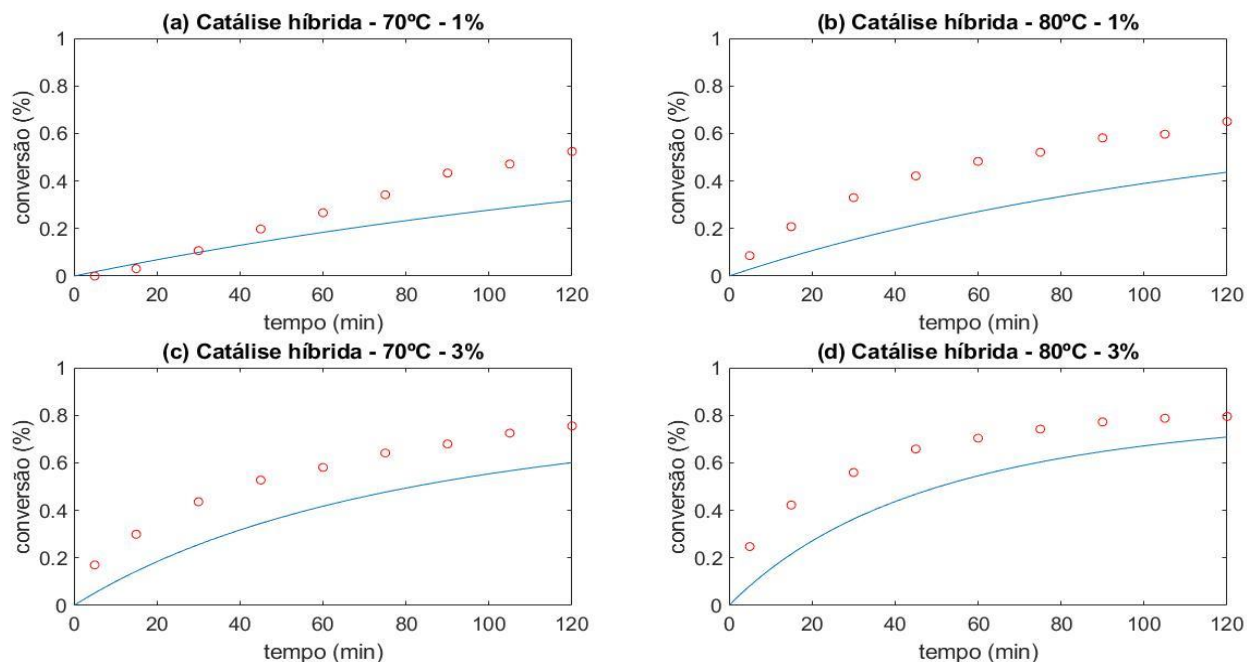 (a) Catálise híbrida - 70ºC - 1%
conversão (%)
1
0.8
0.6
0.4
0.2
0
0 20 40 60 80 100 120
tempo (min)
(b) Catálise híbrida - 80ºC - 1%
conversão (%)
1
0.8
0.6
0.4
0.2
0
0 20 40 60 80 100 120
tempo (min)
(c) Catálise híbrida - 70ºC - 3%
conversão (%)
1
0.8
0.6
0.4
0.2
0
0 20 40 60 80 100 120
tempo (min)
(d) Catálise híbrida - 80ºC - 3%
conversão (%)
1
0.8
0.6
0.4
0.2
0
0 20 40 60 80 100 120
tempo (min)